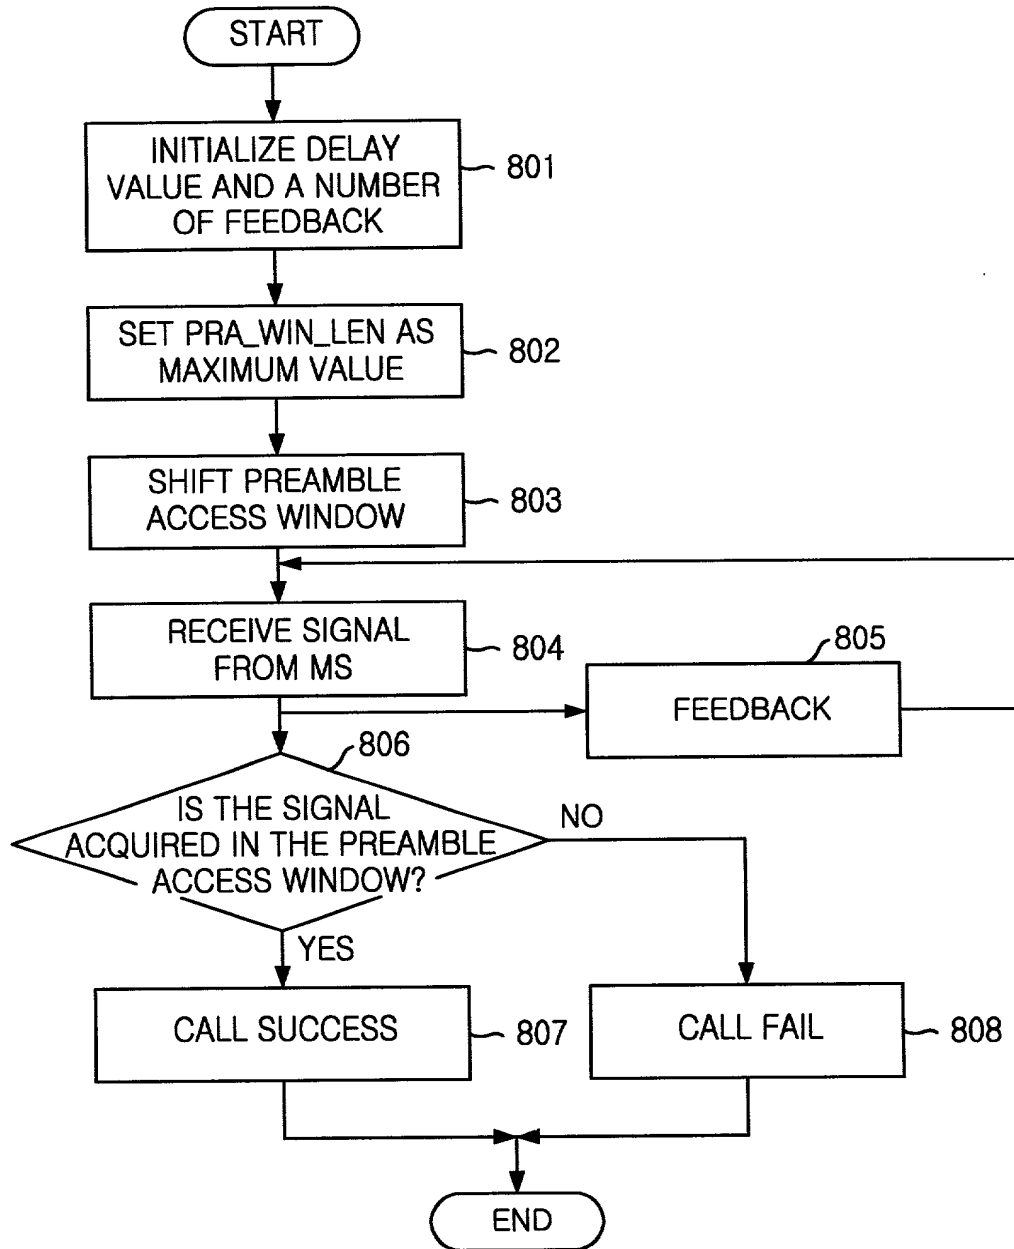 START
INITIALIZE DELAY
VALUE AND A NUMBER
OF FEEDBACK
801
SET PRA_WIN_LEN AS
MAXIMUM VALUE
802
SHIFT PREAMBLE
ACCESS WINDOW
803
RECEIVE SIGNAL
FROM MS
804
805
FEEDBACK
806
IS THE SIGNAL
ACQUIRED IN THE PREAMBLE
ACCESS WINDOW?
NO
YES
CALL SUCCESS
807
CALL FAIL
808
END